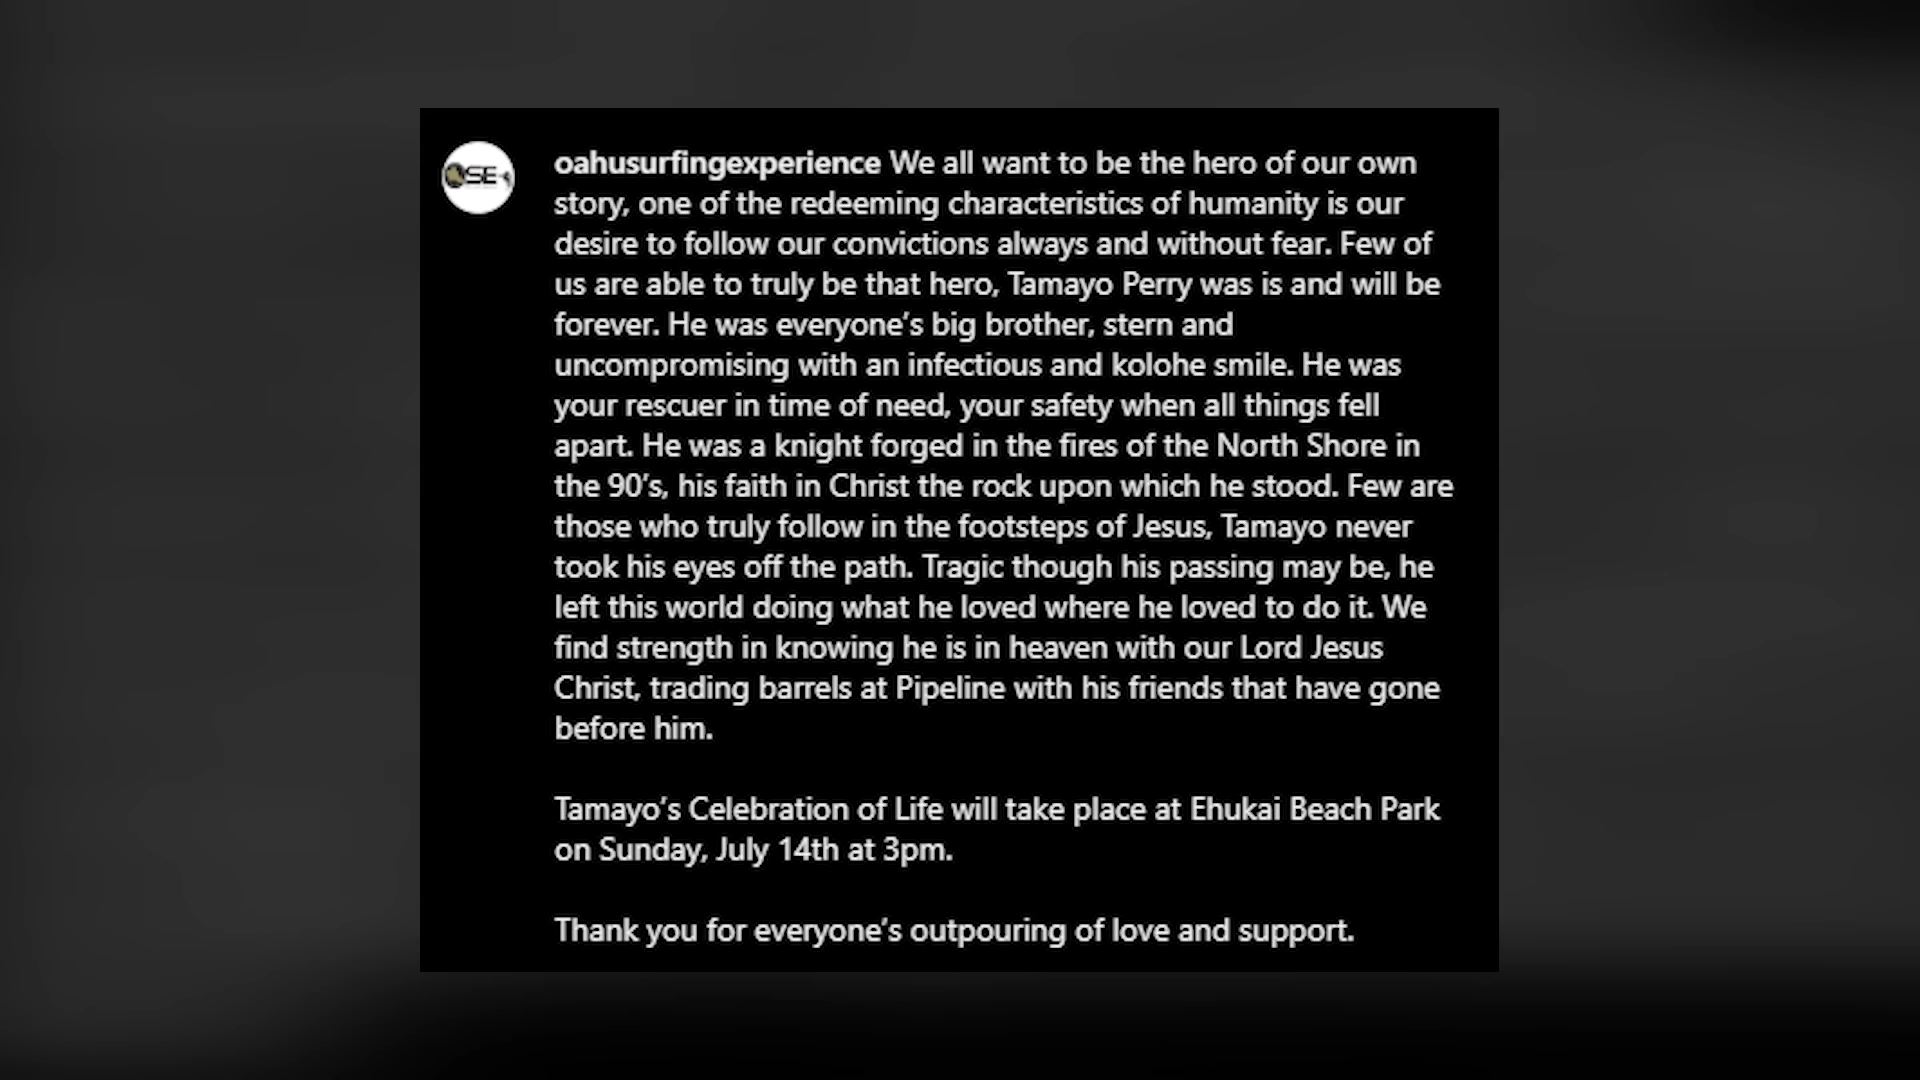 OSE
oahusurfingexperience We all want to be the hero of our own
story, one of the redeeming characteristics of humanity is our
desire to follow our convictions always and without fear. Few of
us are able to truly be that hero, Tamayo Perry was is and will be
forever. He was everyone’s big brother, stern and
uncompromising with an infectious and kolohe smile. He was
your rescuer in time of need, your safety when all things fell
apart. He was a knight forged in the fires of the North Shore in
the 90’s, his faith in Christ the rock upon which he stood. Few are
those who truly follow in the footsteps of Jesus, Tamayo never
took his eyes off the path. Tragic though his passing may be, he
left this world doing what he loved where he loved to do it. We
find strength in knowing he is in heaven with our Lord Jesus
Christ, trading barrels at Pipeline with his friends that have gone
before him.
Tamayo’s Celebration of Life will take place at Ehukai Beach Park
on Sunday, July 14th at 3pm.
Thank you for everyone’s outpouring of love and support.